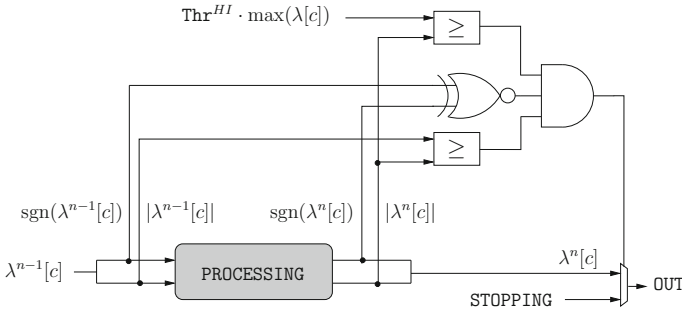 Thr^{HI} · max(λ[c])
≥
≥
sgn(λ^{n−1}[c]) |λ^{n−1}[c]| sgn(λ^n[c]) |λ^n[c]|
λ^{n−1}[c]
PROCESSING
λ^n[c]
OUT
STOPPING